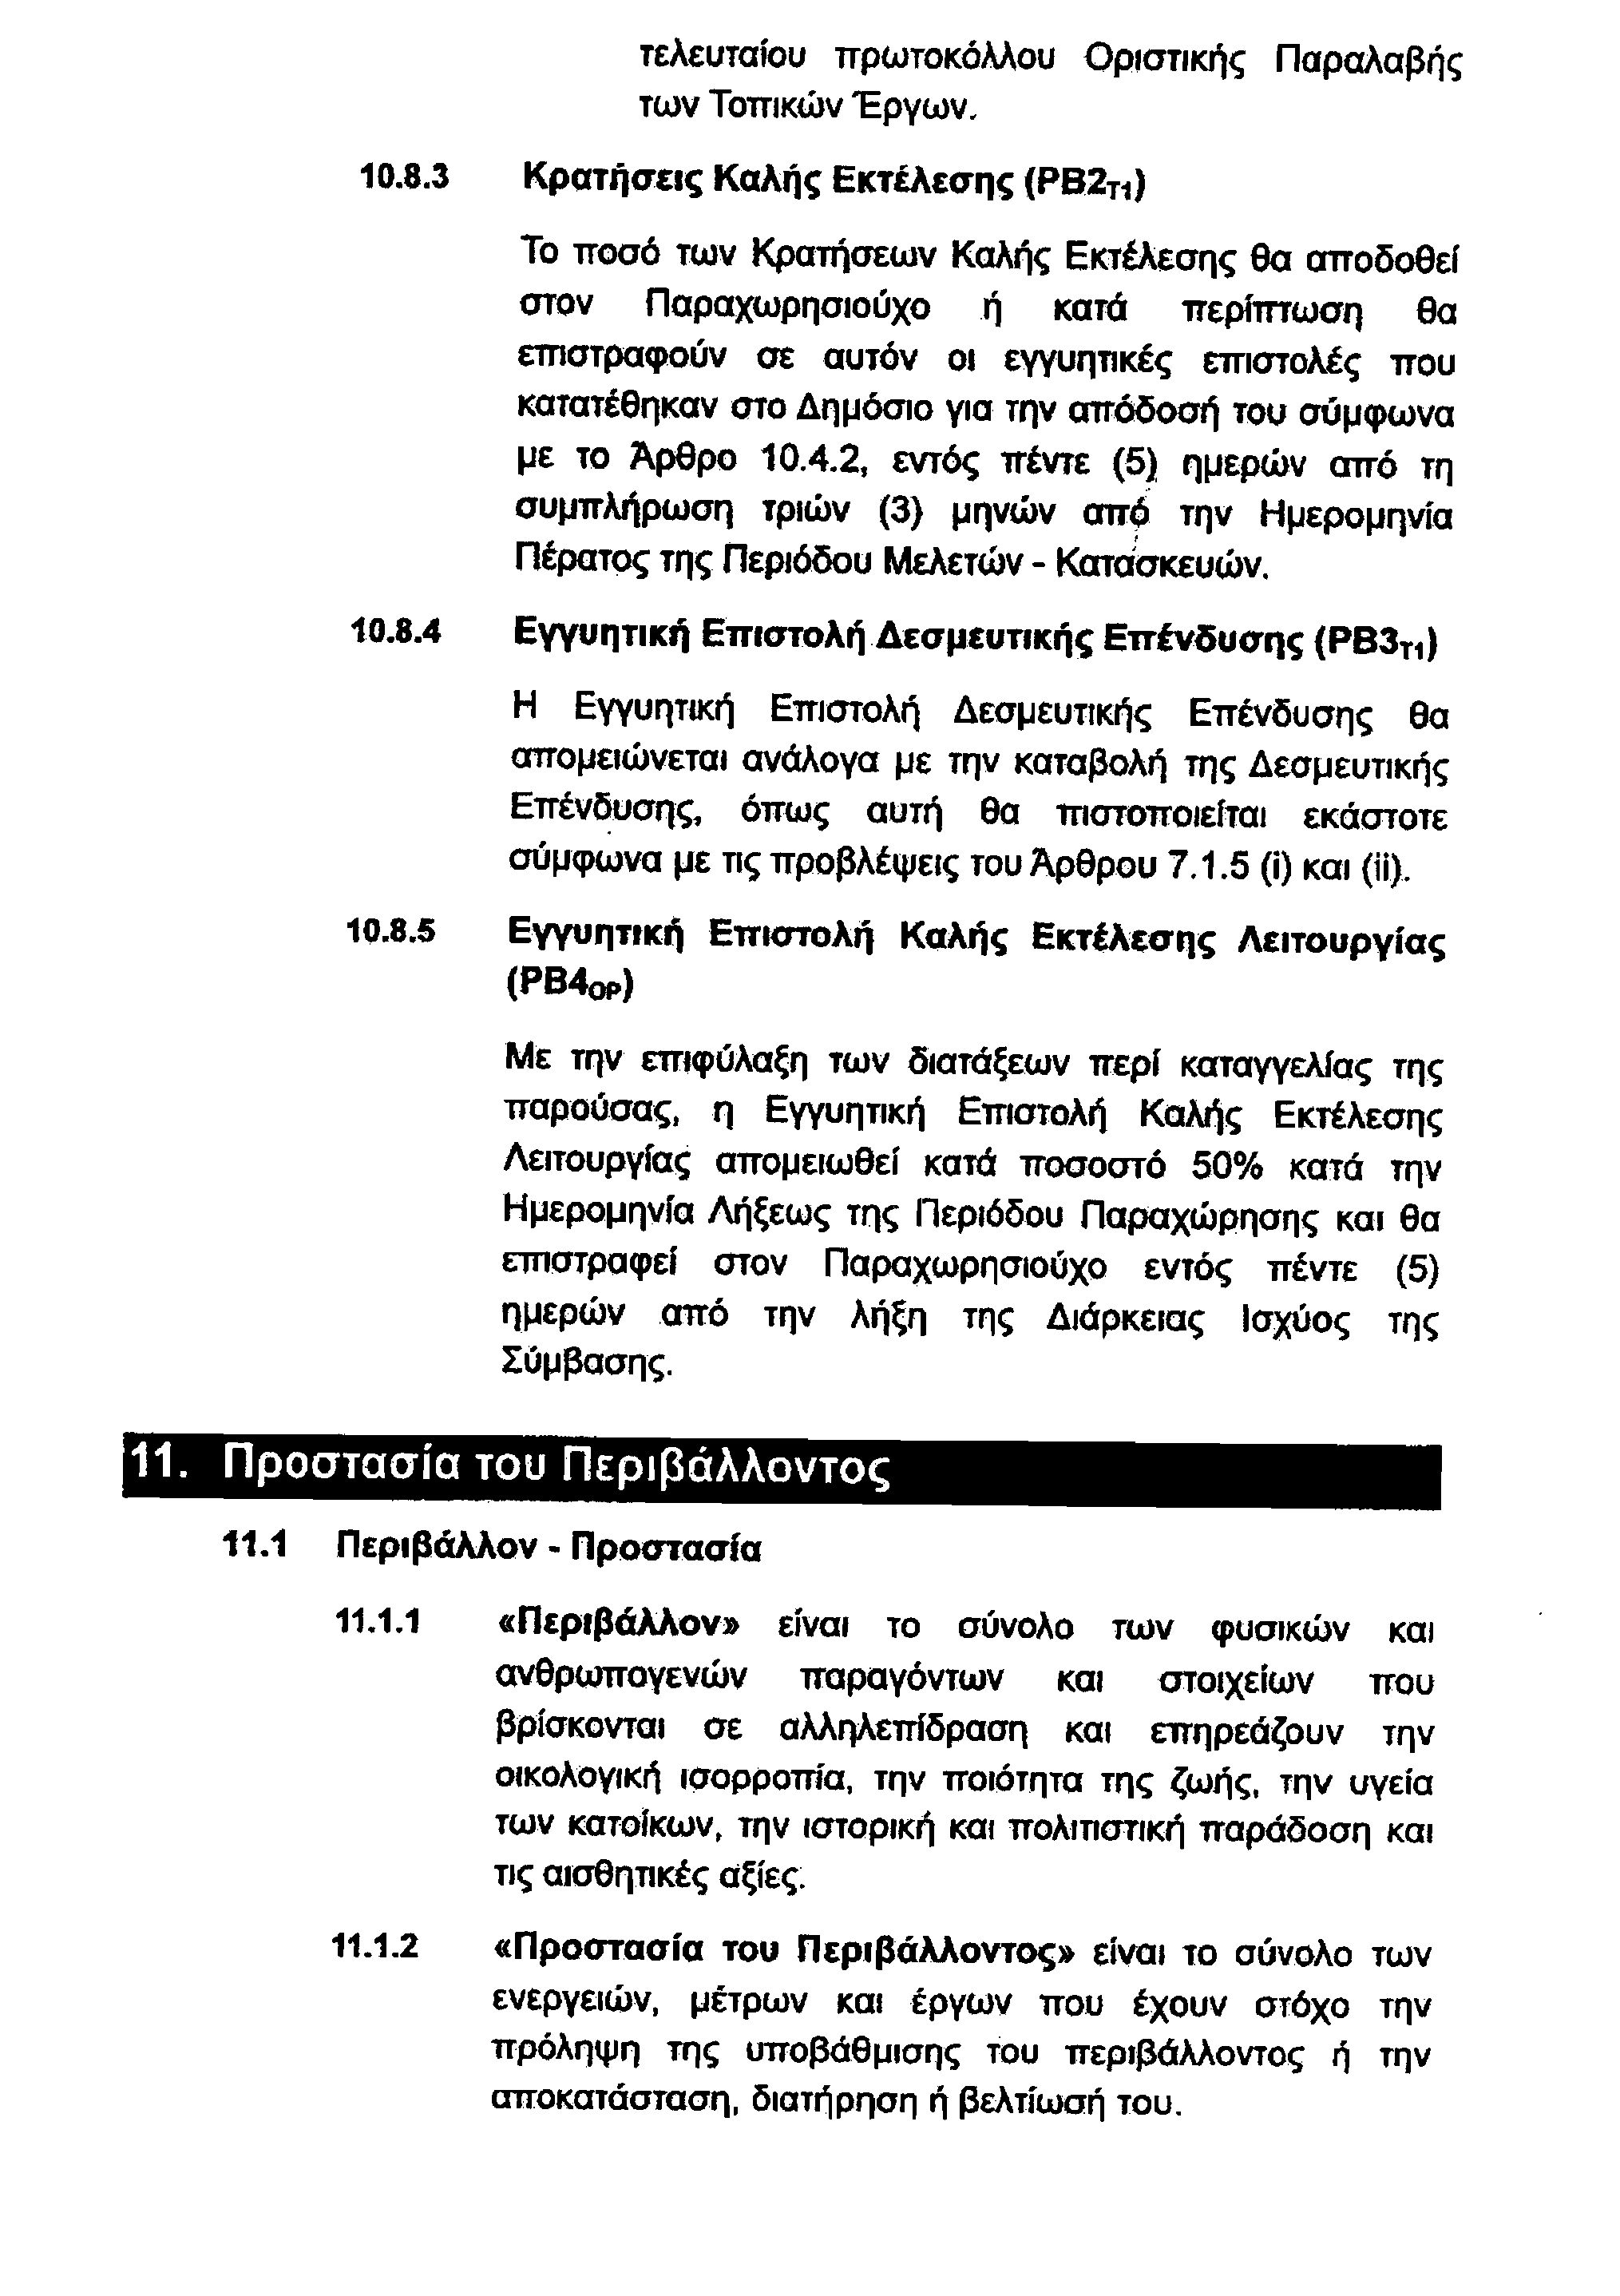 τελευταίου πρωτοκόλλου Οριστικής Παραλαβής
των Τοπικών Έργων.
10.8.3 Κρατήσεις Καλής Εκτέλεσης (PB2T1)
Το ποσό των Κρατήσεων Καλής Εκτέλεσης θα αποδοθεί
στον Παραχωρησιούχο ή κατά περίπτωση θα
επιστραφούν σε αυτόν οι εγγυητικές επιστολές που
κατατέθηκαν στο Δημόσιο για την απόδοσή του σύμφωνα
με το Άρθρο 10.4.2, εντός πέντε (5) ημερών από τη
συμπλήρωση τριών (3) μηνών από την Ημερομηνία
Πέρατος της Περιόδου Μελετών - Κατασκευών.
10.8.4 Εγγυητική Επιστολή Δεσμευτικής Επένδυσης (PB3T1)
Η Εγγυητική Επιστολή Δεσμευτικής Επένδυσης θα
απομειώνεται ανάλογα με την καταβολή της Δεσμευτικής
Επένδυσης, όπως αυτή θα πιστοποιείται εκάστοτε
σύμφωνα με τις προβλέψεις του Άρθρου 7.1.5 (i) και (ii).
10.8.5 Εγγυητική Επιστολή Καλής Εκτέλεσης Λειτουργίας
(PB4OP)
Με την επιφύλαξη των διατάξεων περί καταγγελίας της
παρούσας, η Εγγυητική Επιστολή Καλής Εκτέλεσης
Λειτουργίας απομειωθεί κατά ποσοστό 50% κατά την
Ημερομηνία Λήξεως της Περιόδου Παραχώρησης και θα
επιστραφεί στον Παραχωρησιούχο εντός πέντε (5)
ημερών από την λήξη της Διάρκειας Ισχύος της
Σύμβασης.
11. Προστασία του Περιβάλλοντος
11.1 Περιβάλλον - Προστασία
11.1.1 «Περιβάλλον» είναι το σύνολο των φυσικών και
ανθρωπογενών παραγόντων και στοιχείων που
βρίσκονται σε αλληλεπίδραση και επηρεάζουν την
οικολογική ισορροπία, την ποιότητα της ζωής, την υγεία
των κατοίκων, την ιστορική και πολιτιστική παράδοση και
τις αισθητικές αξίες.
11.1.2 «Προστασία του Περιβάλλοντος» είναι το σύνολο των
ενεργειών, μέτρων και έργων που έχουν στόχο την
πρόληψη της υποβάθμισης του περιβάλλοντος ή την
αποκατάσταση, διατήρηση ή βελτίωσή του.